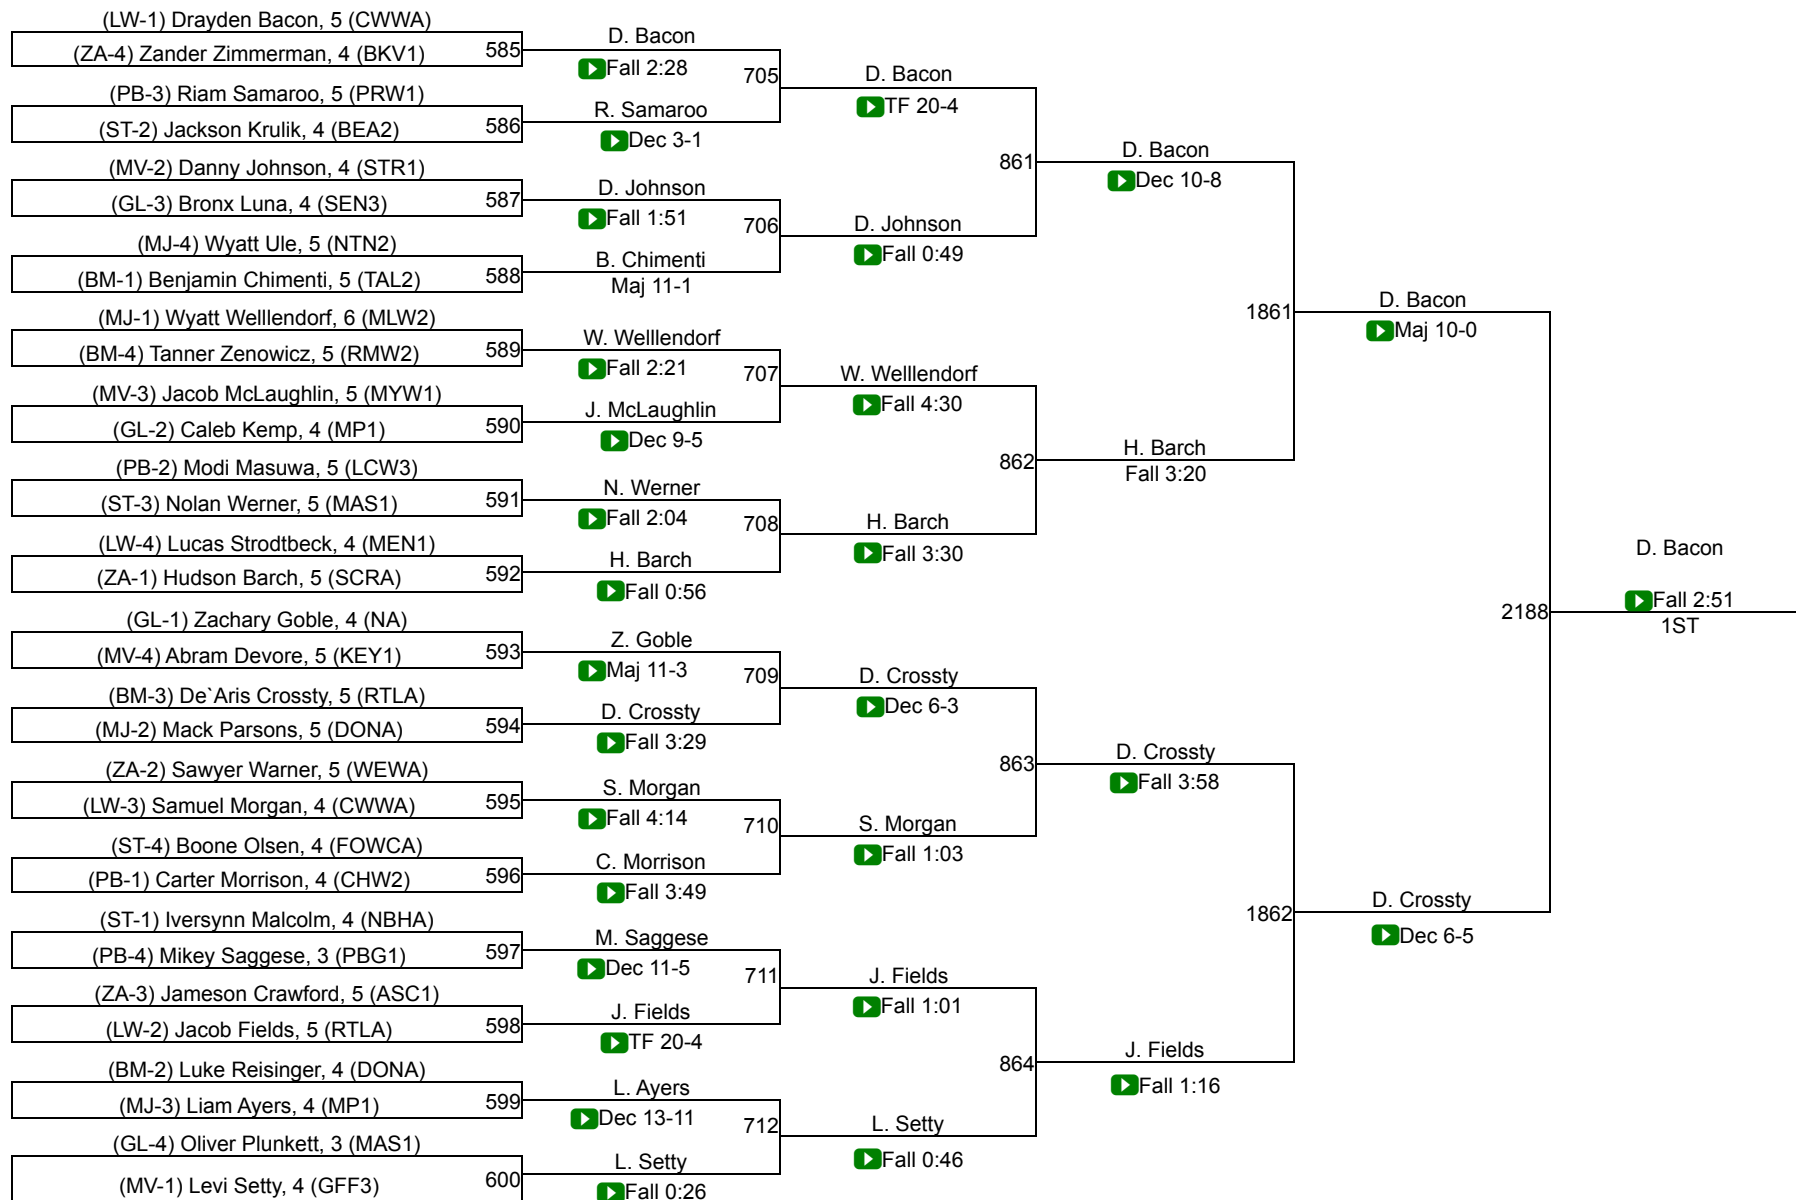 (LW-1) Drayden Bacon, 5 (CWWA)
(ZA-4) Zander Zimmerman, 4 (BKV1)
585
(PB-3) Riam Samaroo, 5 (PRW1)
(ST-2) Jackson Krulik, 4 (BEA2)
586
(MV-2) Danny Johnson, 4 (STR1)
(GL-3) Bronx Luna, 4 (SEN3)
587
(MJ-4) Wyatt Ule, 5 (NTN2)
(BM-1) Benjamin Chimenti, 5 (TAL2)
588
(MJ-1) Wyatt Welllendorf, 6 (MLW2)
(BM-4) Tanner Zenowicz, 5 (RMW2)
589
(MV-3) Jacob McLaughlin, 5 (MYW1)
(GL-2) Caleb Kemp, 4 (MP1)
590
(PB-2) Modi Masuwa, 5 (LCW3)
(ST-3) Nolan Werner, 5 (MAS1)
591
(LW-4) Lucas Strodtbeck, 4 (MEN1)
(ZA-1) Hudson Barch, 5 (SCRA)
592
(GL-1) Zachary Goble, 4 (NA)
(MV-4) Abram Devore, 5 (KEY1)
593
(BM-3) De`Aris Crossty, 5 (RTLA)
(MJ-2) Mack Parsons, 5 (DONA)
594
(ZA-2) Sawyer Warner, 5 (WEWA)
(LW-3) Samuel Morgan, 4 (CWWA)
595
(ST-4) Boone Olsen, 4 (FOWCA)
(PB-1) Carter Morrison, 4 (CHW2)
596
(ST-1) Iversynn Malcolm, 4 (NBHA)
(PB-4) Mikey Saggese, 3 (PBG1)
597
(ZA-3) Jameson Crawford, 5 (ASC1)
(LW-2) Jacob Fields, 5 (RTLA)
598
(BM-2) Luke Reisinger, 4 (DONA)
(MJ-3) Liam Ayers, 4 (MP1)
599
(GL-4) Oliver Plunkett, 3 (MAS1)
(MV-1) Levi Setty, 4 (GFF3)
600
D. Bacon
Fall 2:28
705
R. Samaroo
Dec 3-1
D. Johnson
Fall 1:51
706
B. Chimenti
Maj 11-1
W. Welllendorf
Fall 2:21
707
J. McLaughlin
Dec 9-5
N. Werner
Fall 2:04
708
H. Barch
Fall 0:56
Z. Goble
Maj 11-3
709
D. Crossty
Fall 3:29
S. Morgan
Fall 4:14
710
C. Morrison
Fall 3:49
M. Saggese
Dec 11-5
711
J. Fields
TF 20-4
L. Ayers
Dec 13-11
712
L. Setty
Fall 0:26
D. Bacon
TF 20-4
861
D. Johnson
Fall 0:49
W. Welllendorf
Fall 4:30
862
H. Barch
Fall 3:30
D. Crossty
Dec 6-3
863
S. Morgan
Fall 1:03
J. Fields
Fall 1:01
864
L. Setty
Fall 0:46
D. Bacon
Dec 10-8
1861
H. Barch
Fall 3:20
D. Crossty
Fall 3:58
1862
J. Fields
Fall 1:16
D. Bacon
Maj 10-0
2188
D. Crossty
Dec 6-5
D. Bacon
Fall 2:51
1ST